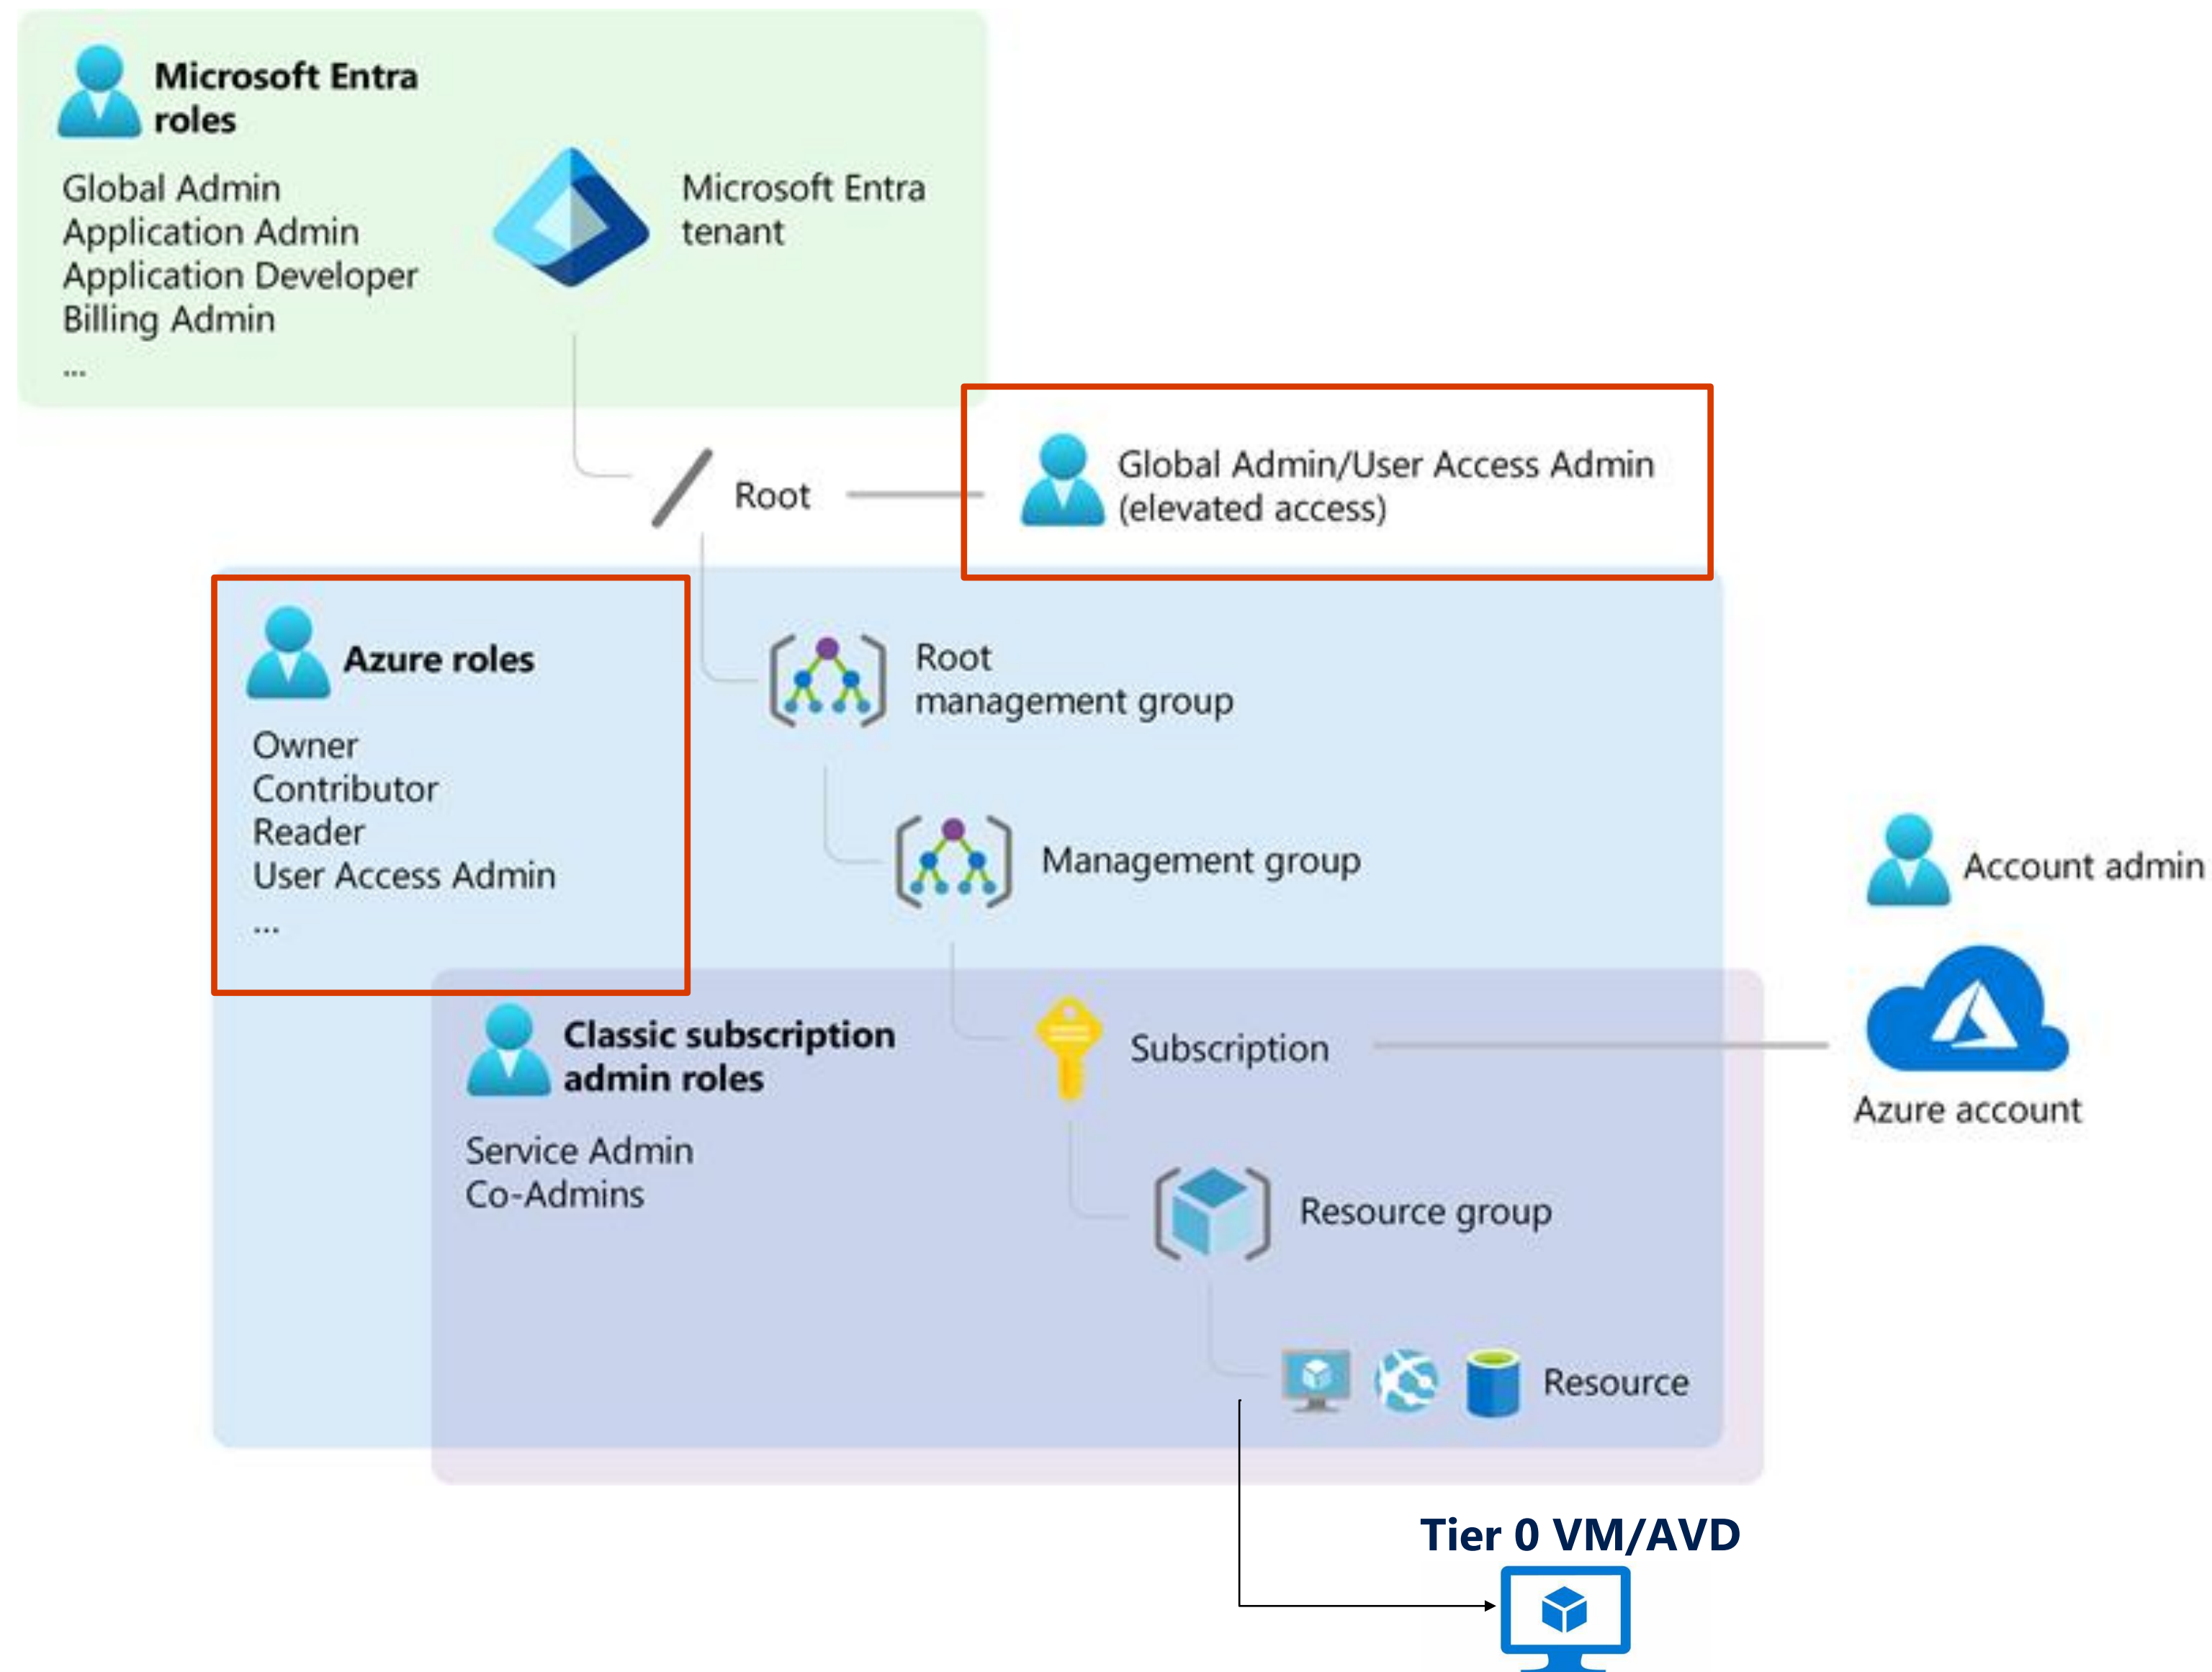 Microsoft Entra
roles
Global Admin
Application Admin
Application Developer
Billing Admin
...
Microsoft Entra
tenant
Root
Global Admin/User Access Admin
(elevated access)
Azure roles
Owner
Contributor
Reader
User Access Admin
...
Root
management group
Management group
Account admin
Azure account
Classic subscription
admin roles
Service Admin
Co-Admins
Subscription
Resource group
Resource
Tier 0 VM/AVD